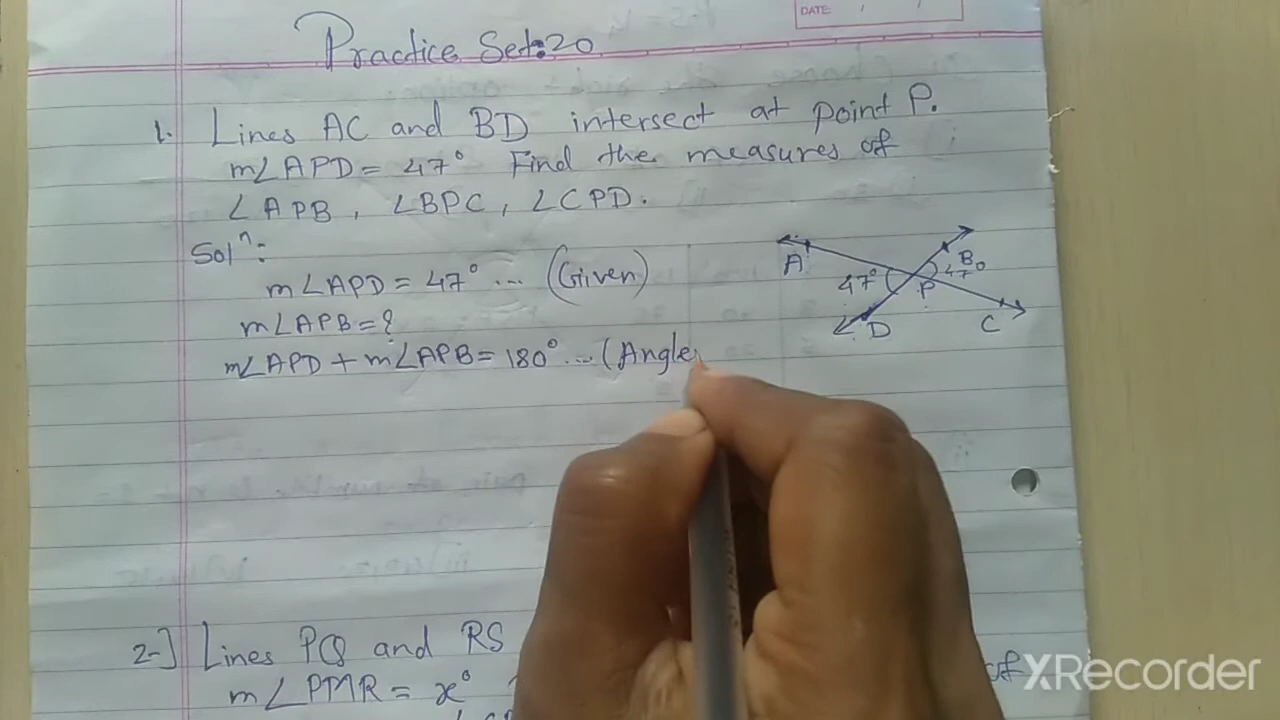 DATE: / /
Practice Set:20
1. Lines AC and BD intersect at point P.
m∠APD = 47° Find the measures of
∠APB, ∠BPC, ∠CPD.
Solⁿ:
m∠APD = 47° ... (Given)
m∠APB = ?
m∠APD + m∠APB = 180° ... (Angle
A
47°
D
P
B
47°
C
2-] Lines PQ and RS
m∠PMR = x°
of
XRecorder